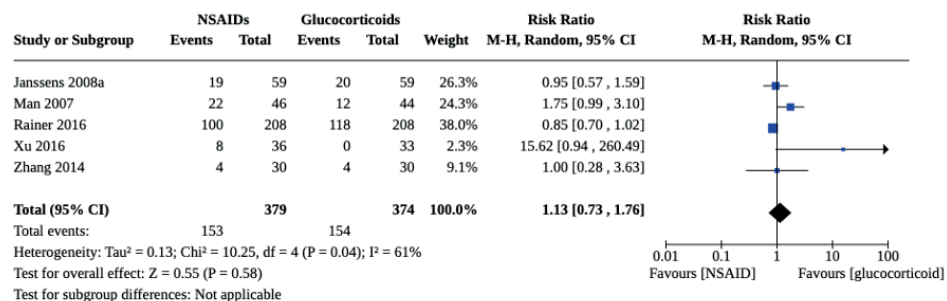 NSAIDs Glucocorticoids Risk Ratio Risk Ratio
Study or Subgroup Events Total Events Total Weight M-H, Random, 95% CI M-H, Random, 95% CI
Janssens 2008a 19 59 20 59 26.3% 0.95 [0.57 , 1.59]
Man 2007 22 46 12 44 24.3% 1.75 [0.99 , 3.10]
Rainer 2016 100 208 118 208 38.0% 0.85 [0.70 , 1.02]
Xu 2016 8 36 0 33 2.3% 15.62 [0.94 , 260.49]
Zhang 2014 4 30 4 30 9.1% 1.00 [0.28 , 3.63]
Total (95% CI) 379 374 100.0% 1.13 [0.73 , 1.76]
Total events: 153 154
Heterogeneity: Tau² = 0.13; Chi² = 10.25, df = 4 (P = 0.04); I² = 61%
0.01 0.1 1 10 100
Test for overall effect: Z = 0.55 (P = 0.58) Favours [NSAID] Favours [glucocorticoid]
Test for subgroup differences: Not applicable